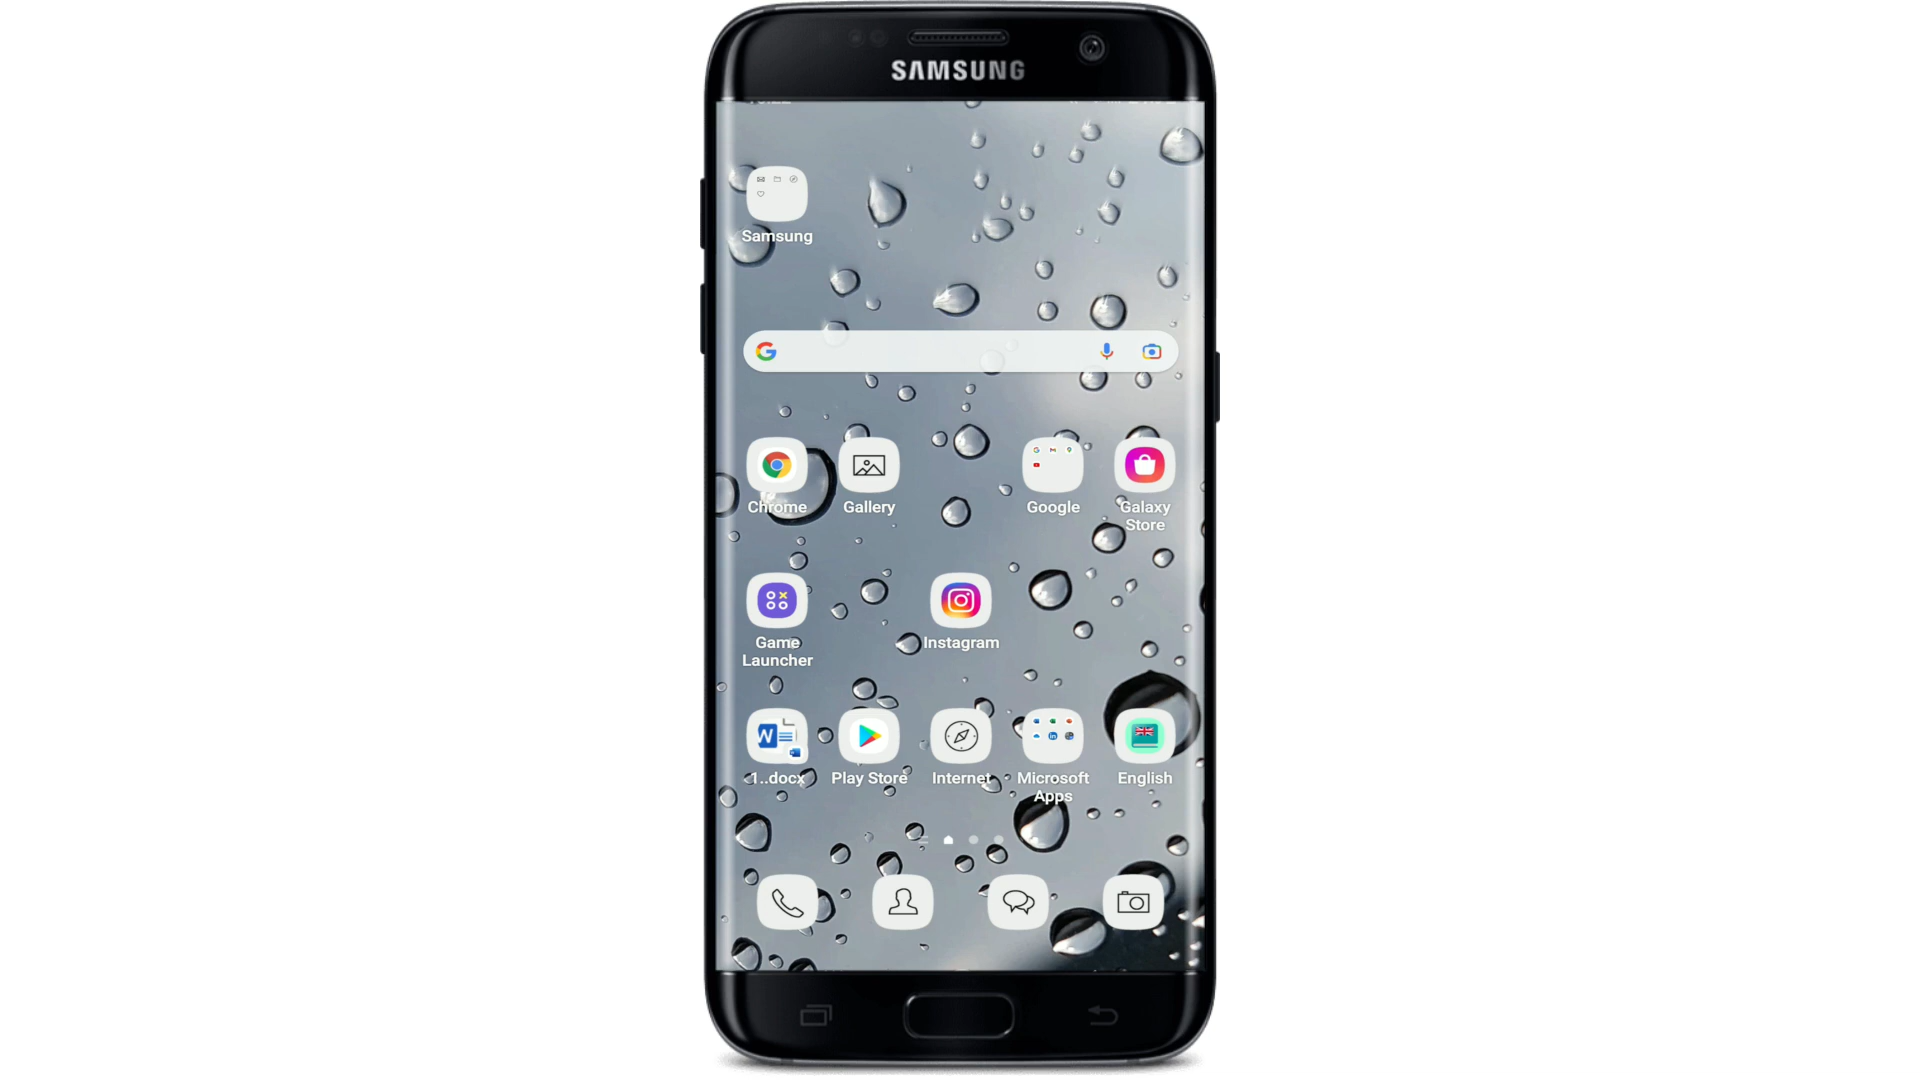 SAMSUNG
Samsung
Chrome
Gallery
Google
Galaxy
Store
Game
Launcher
Instagram
1..docx
Play Store
Internet
Microsoft
Apps
English